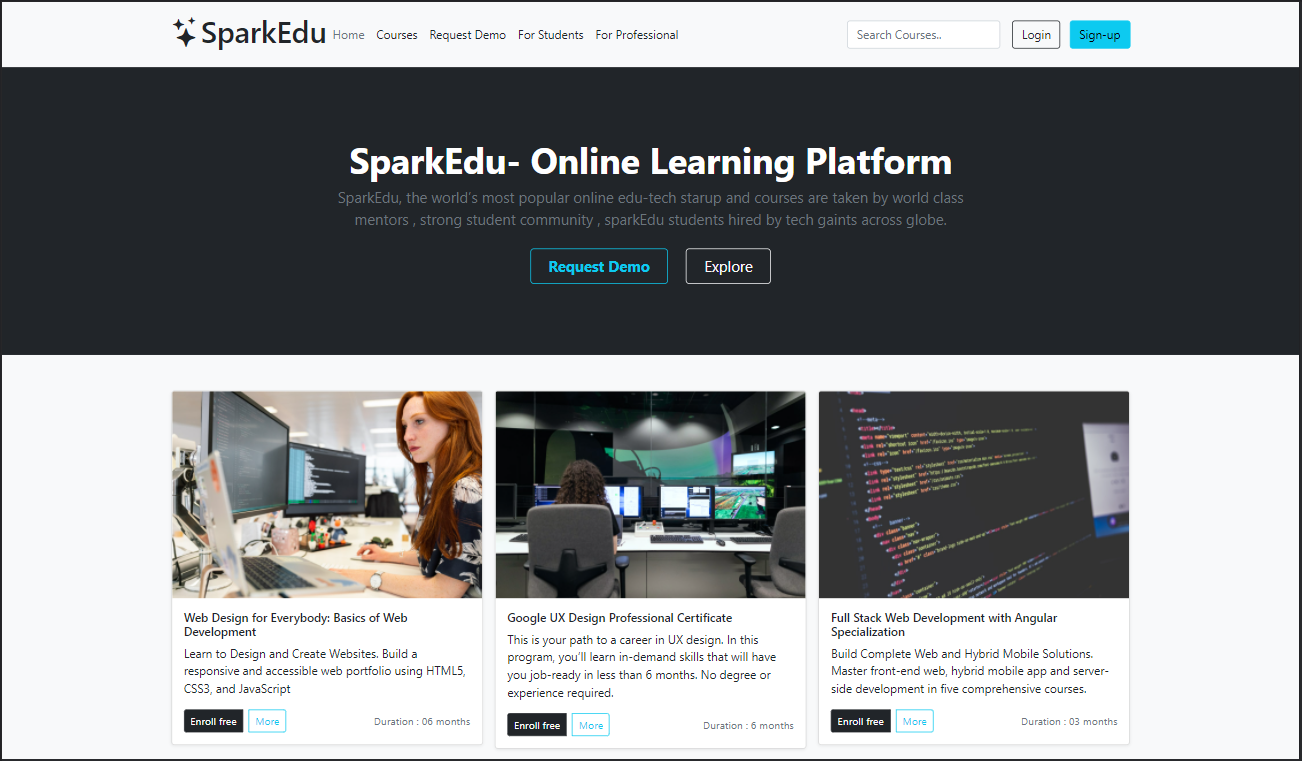 SparkEdu Home Courses Request Demo For Students For Professional Search Courses.. Login Sign-up
SparkEdu- Online Learning Platform
SparkEdu, the world's most popular online edu-tech starup and courses are taken by world class
mentors , strong student community , sparkEdu students hired by tech gaints across globe.
Request Demo Explore
Web Design for Everybody: Basics of Web
Development
Learn to Design and Create Websites. Build a
responsive and accessible web portfolio using HTML5,
CSS3, and JavaScript
Enroll free More Duration : 06 months
Google UX Design Professional Certificate
This is your path to a career in UX design. In this
program, you'll learn in-demand skills that will have
you job-ready in less than 6 months. No degree or
experience required.
Enroll free More Duration : 6 months
Full Stack Web Development with Angular
Specialization
Build Complete Web and Hybrid Mobile Solutions.
Master front-end web, hybrid mobile app and server-
side development in five comprehensive courses.
Enroll free More Duration : 03 months